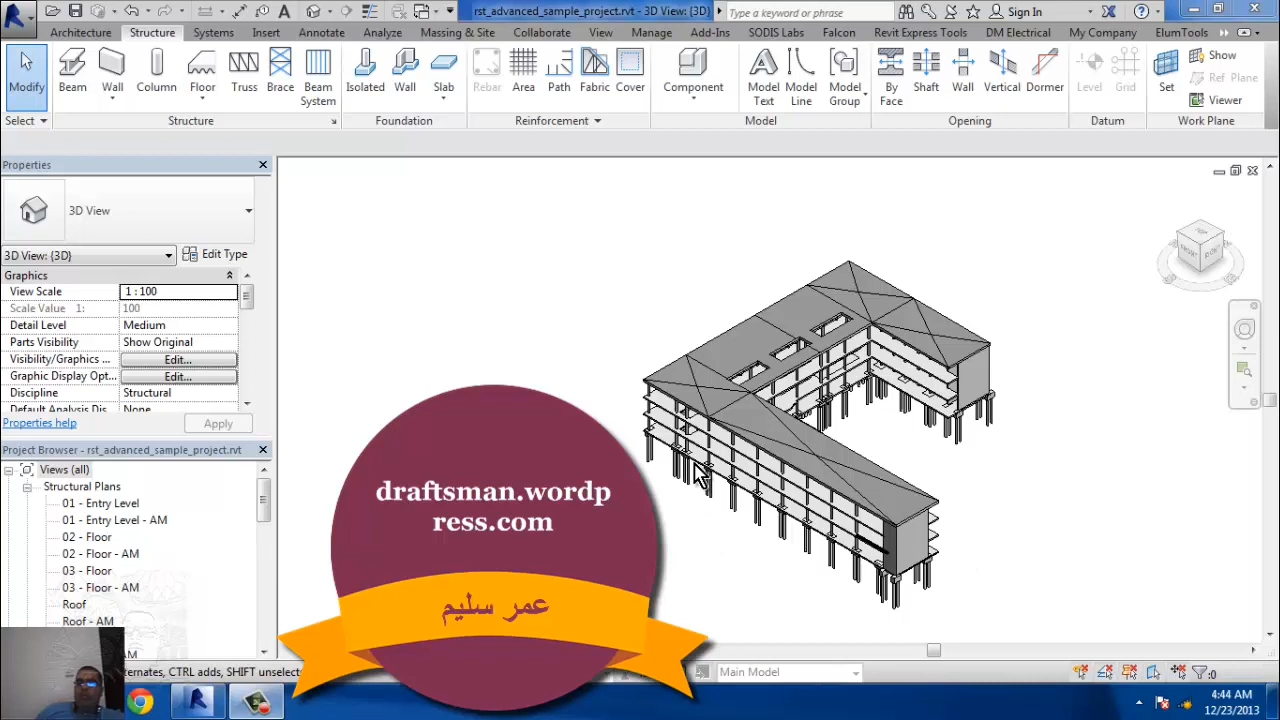 rst_advanced_sample_project.rvt - 3D View: {3D}
Type a keyword or phrase
Sign In
Architecture Structure Systems Insert Annotate Analyze Massing & Site Collaborate View Manage Add-Ins SODIS Labs Falcon Revit Express Tools DM Electrical My Company ElumTools
Modify
Beam Wall Column Floor Truss Brace Beam System
Isolated Wall Slab
Rebar Area Path Fabric Cover
Component Model Text Model Line Model Group
By Face Shaft Wall Vertical Dormer
Level Grid
Set Show
Ref Plane
Viewer
Select Structure Foundation Reinforcement Model Opening Datum Work Plane
Properties
3D View
3D View: {3D} Edit Type
Graphics
View Scale 1 : 100
Scale Value 1: 100
Detail Level Medium
Parts Visibility Show Original
Visibility/Graphics ... Edit...
Graphic Display Opt... Edit...
Discipline Structural
Default Analysis Dis... None
Properties help Apply
Project Browser - rst_advanced_sample_project.rvt
Views (all)
Structural Plans
01 - Entry Level
01 - Entry Level - AM
02 - Floor
02 - Floor - AM
03 - Floor
03 - Floor - AM
Roof
Roof - AM
AM
draftsman.wordp
ress.com
عمر سليم
ternates, CTRL adds, SHIFT unselect
Main Model
:0
4:44 AM
12/23/2013